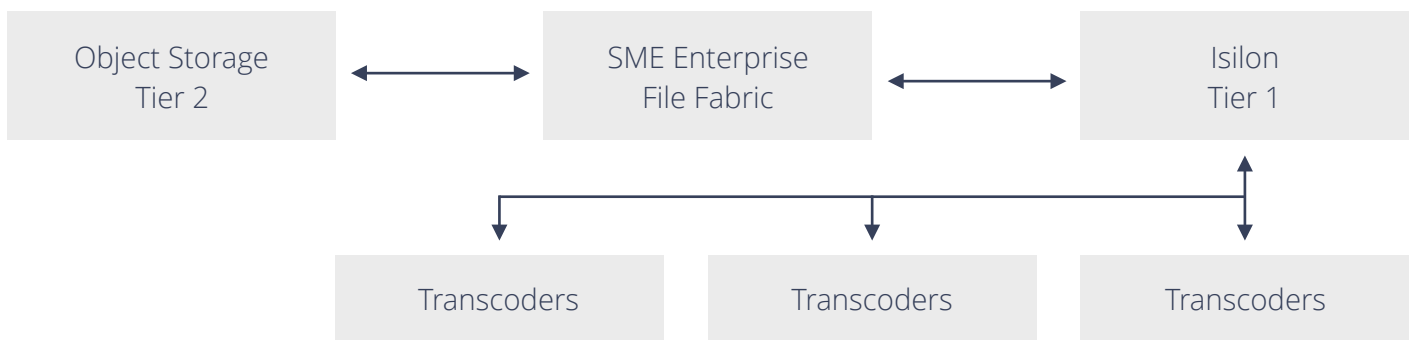 Object Storage
Tier 2
SME Enterprise
File Fabric
Isilon
Tier 1
Transcoders
Transcoders
Transcoders